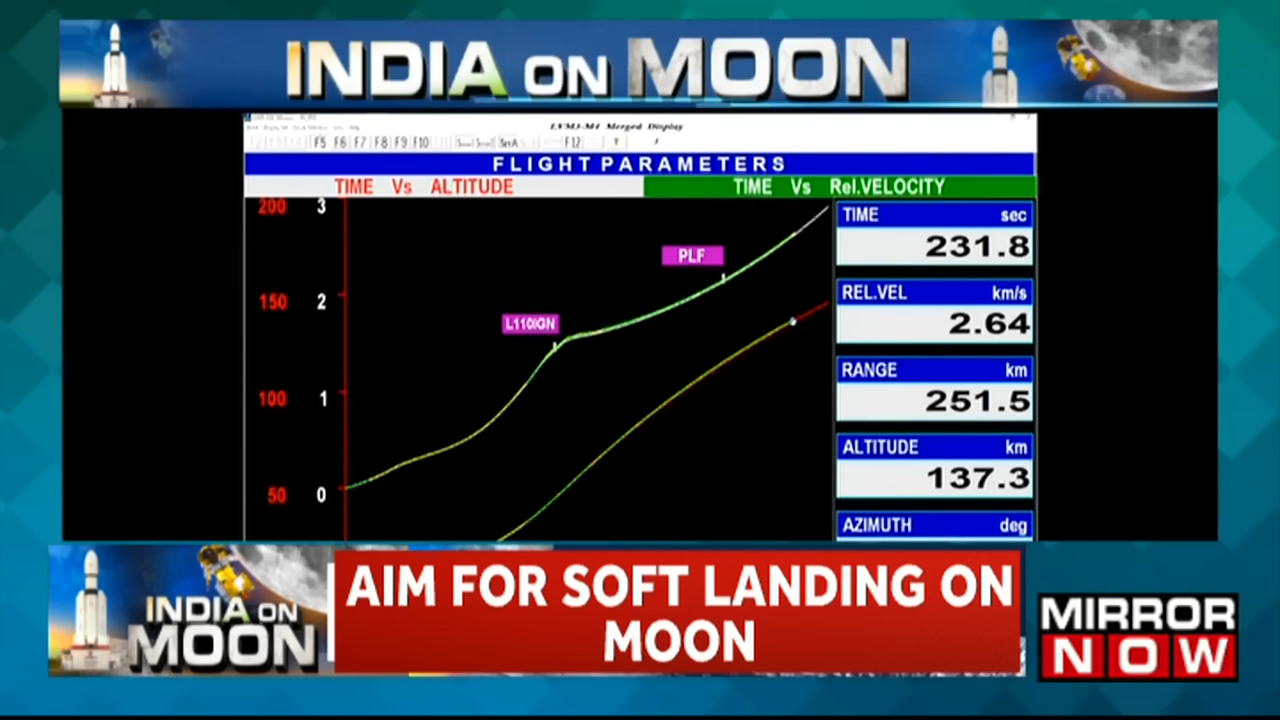 INDIA ON MOON
LVM3-M4 Merged Display
F5 F6 F7 F8 F9 F10
SerA
F12
FLIGHT PARAMETERS
TIME Vs ALTITUDE
TIME Vs Rel.VELOCITY
200 3
150 2
100 1
50 0
L110IGN
PLF
TIME sec
231.8
REL.VEL km/s
2.64
RANGE km
251.5
ALTITUDE km
137.3
AZIMUTH deg
INDIA ON
MOON
AIM FOR SOFT LANDING ON
MOON
MIRROR
NOW